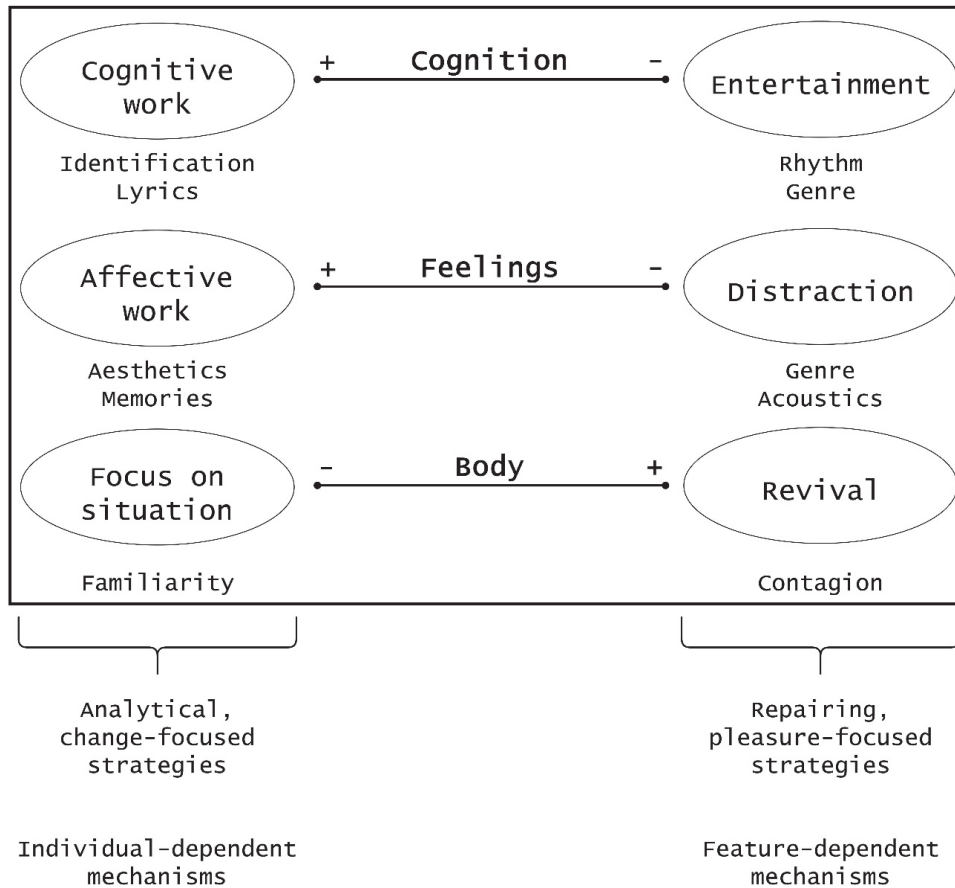 Cognitive
work
+ Cognition -
Entertainment
Identification
Lyrics
Rhythm
Genre
Affective
work
+ Feelings -
Distraction
Aesthetics
Memories
Genre
Acoustics
Focus on
situation
- Body +
Revival
Familiarity
Contagion
Analytical,
change-focused
strategies
Repairing,
pleasure-focused
strategies
Individual-dependent
mechanisms
Feature-dependent
mechanisms